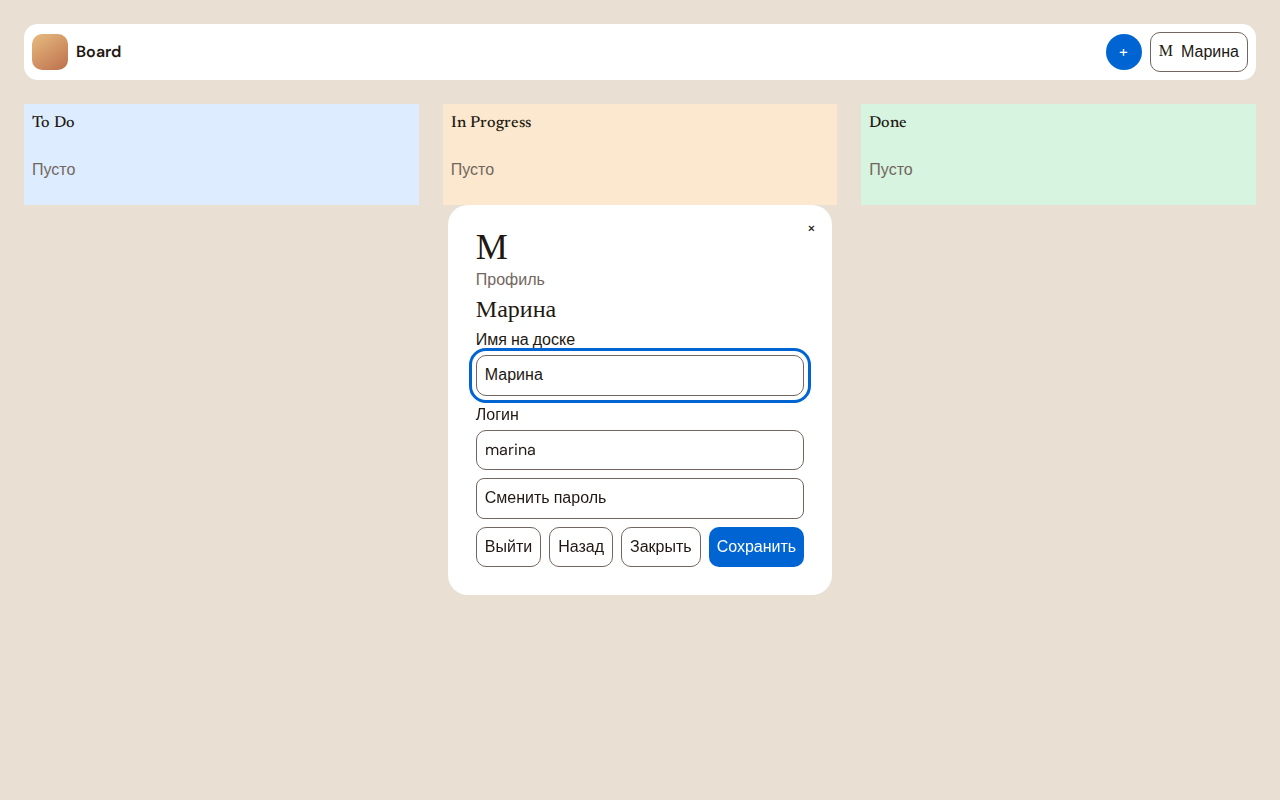 Board
+
М Марина
To Do
In Progress
Done
Пусто
Пусто
Пусто
×
М
Профиль
Марина
Имя на доске
Марина
Логин
marina
Сменить пароль
Выйти Назад Закрыть Сохранить